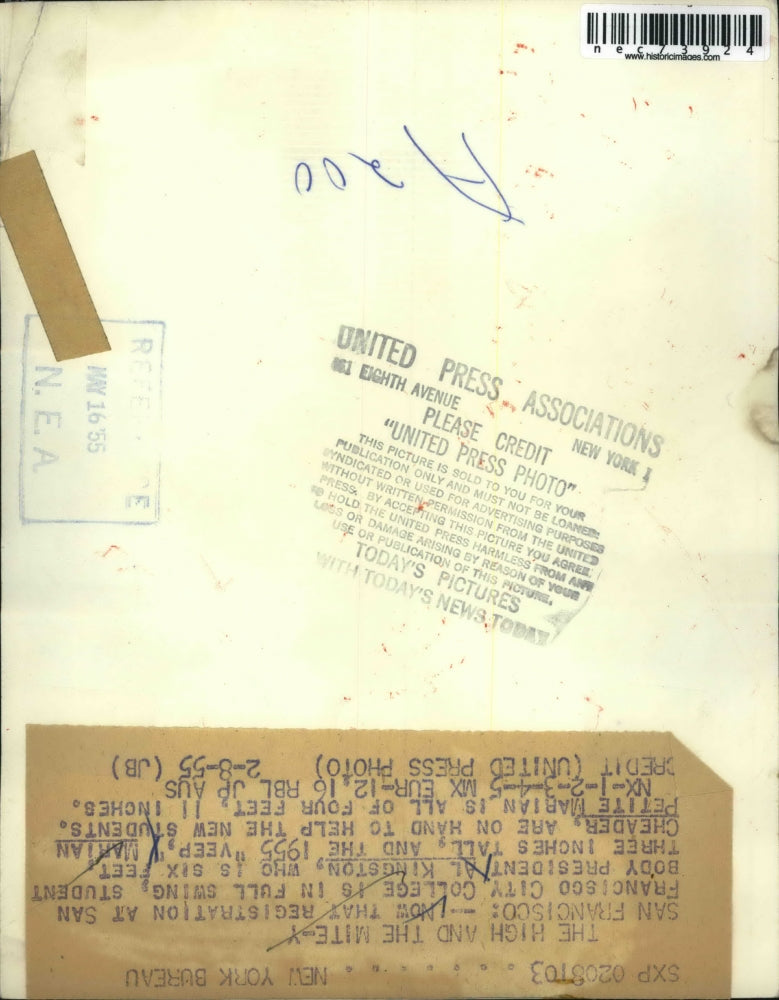 nec73924
www.historicimages.com
A 200
REFE E
MAY 16 '55
N. E. A
UNITED PRESS ASSOCIATIONS
461 EIGHTH AVENUE NEW YORK 1
PLEASE CREDIT
"UNITED PRESS PHOTO"
THIS PICTURE IS SOLD TO YOU FOR YOUR
PUBLICATION ONLY AND MUST NOT BE LOANED,
SYNDICATED OR USED FOR ADVERTISING PURPOSES
WITHOUT WRITTEN PERMISSION FROM THE UNITED
PRESS. BY ACCEPTING THIS PICTURE YOU AGREE
TO HOLD THE UNITED PRESS HARMLESS FROM ANY
LOSS OR DAMAGE ARISING BY REASON OF YOUR
USE OR PUBLICATION OF THIS PICTURE.
TODAY'S PICTURES
WITH TODAY'S NEWS TODAY
SXP 0208103 . . . . . . . NEW YORK BUREAU
THE HIGH AND THE MITE-Y
SAN FRANCISCO: --NOW THAT REGISTRATION AT SAN
FRANCISCO CITY COLLEGE IS IN FULL SWING, STUDENT
BODY PRESIDENT AL KINGSTON, WHO IS SIX FEET
THREE INCHES TALL, AND THE 1955 "VEEP", MARIAN
CHEADER, ARE ON HAND TO HELP THE NEW STUDENTS.
PETITE MARIAN IS ALL OF FOUR FEET, 11 INCHES.
NX-1-2-3-4-5 MX EUR-12,16 RBL JP AUS
CREDIT (UNITED PRESS PHOTO) 2-8-55 (JB)